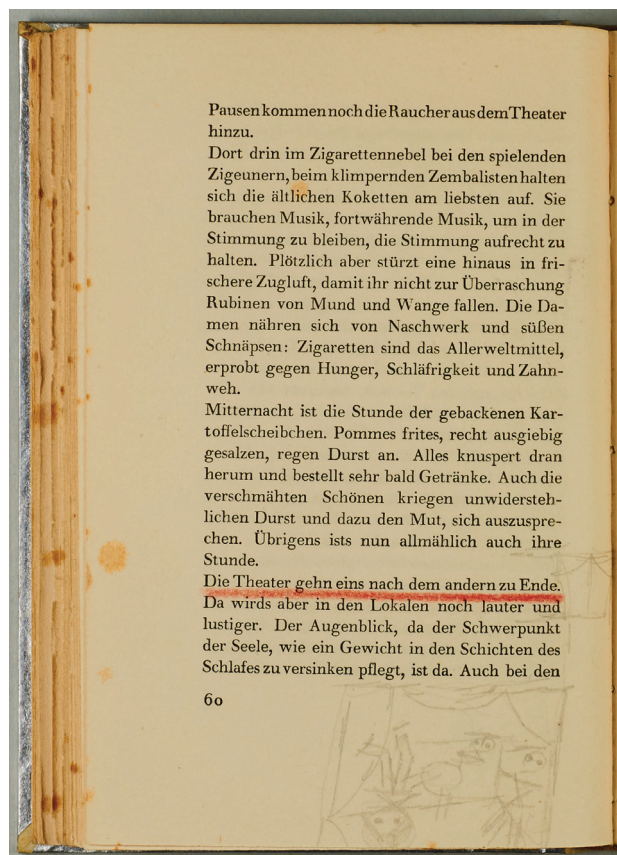 Pausen kommen noch die Raucher aus dem Theater
hinzu.
Dort drin im Zigarettennebel bei den spielenden
Zigeunern, beim klimpernden Zembalisten halten
sich die ältlichen Koketten am liebsten auf. Sie
brauchen Musik, fortwährende Musik, um in der
Stimmung zu bleiben, die Stimmung aufrecht zu
halten. Plötzlich aber stürzt eine hinaus in fri-
schere Zugluft, damit ihr nicht zur Überraschung
Rubinen von Mund und Wange fallen. Die Da-
men nähren sich von Naschwerk und süßen
Schnäpsen: Zigaretten sind das Allerweltmittel,
erprobt gegen Hunger, Schläfrigkeit und Zahn-
weh.
Mitternacht ist die Stunde der gebackenen Kar-
toffelscheibchen. Pommes frites, recht ausgiebig
gesalzen, regen Durst an. Alles knuspert dran
herum und bestellt sehr bald Getränke. Auch die
verschmähten Schönen kriegen unwidersteh-
lichen Durst und dazu den Mut, sich auszuspre-
chen. Übrigens ists nun allmählich auch ihre
Stunde.
Die Theater gehn eins nach dem andern zu Ende.
Da wirds aber in den Lokalen noch lauter und
lustiger. Der Augenblick, da der Schwerpunkt
der Seele, wie ein Gewicht in den Schichten des
Schlafes zu versinken pflegt, ist da. Auch bei den
60